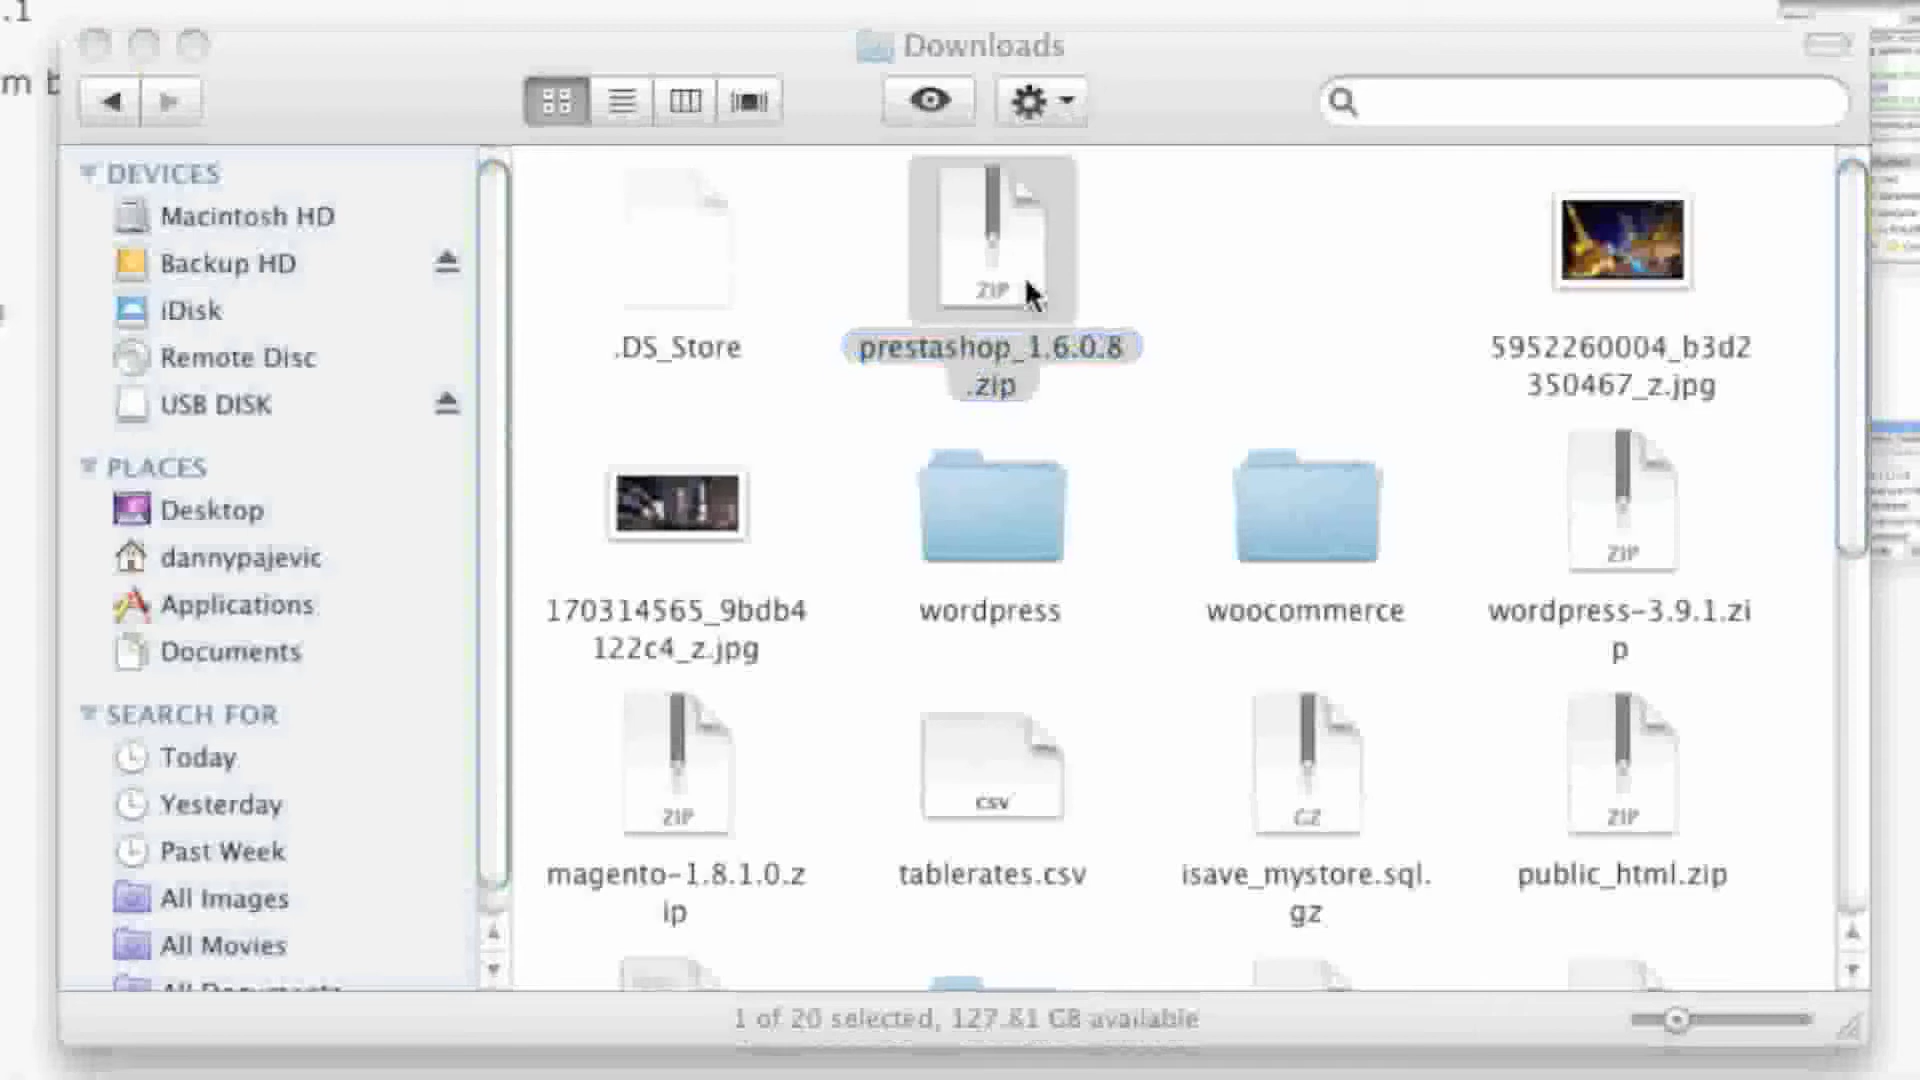 .1
Downloads
m b
DEVICES
Macintosh HD
Backup HD
iDisk
Remote Disc
USB DISK
PLACES
Desktop
dannypajevic
Applications
Documents
SEARCH FOR
Today
Yesterday
Past Week
All Images
All Movies
All Documents
.DS_Store
ZIP
prestashop_1.6.0.8
.zip
5952260004_b3d2
350467_z.jpg
170314565_9bdb4
122c4_z.jpg
wordpress
woocommerce
ZIP
wordpress-3.9.1.zi
p
ZIP
magento-1.8.1.0.z
ip
csv
tablerates.csv
GZ
isave_mystore.sql.
gz
ZIP
public_html.zip
1 of 20 selected, 127.81 GB available